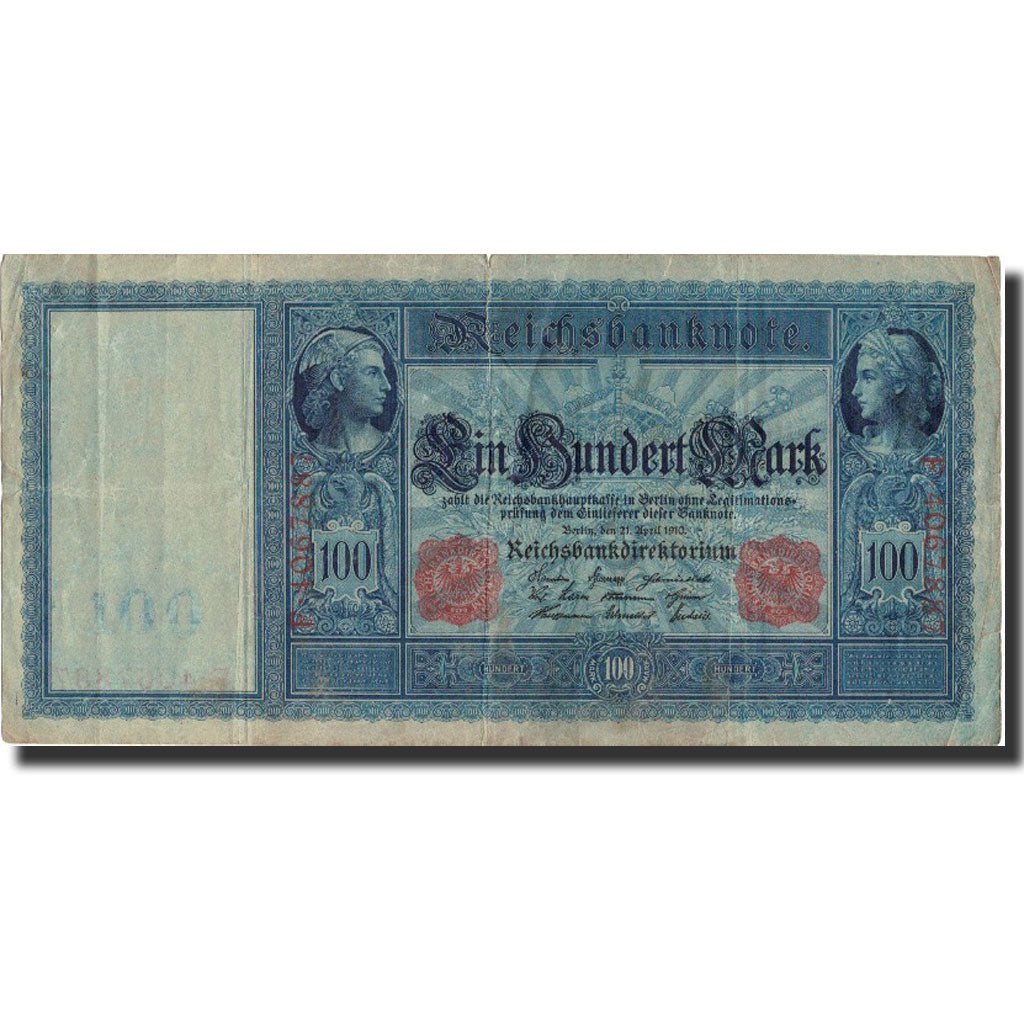 Reichsbanknote.
Ein Hundert Mark
zahlt die Reichsbankhauptkasse in Berlin ohne Legitimations-
prüfung dem Einlieferer dieser Banknote.
Berlin, den 21. April 1910.
Reichsbankdirektorium
100
100
HUNDERT
100
HUNDERT